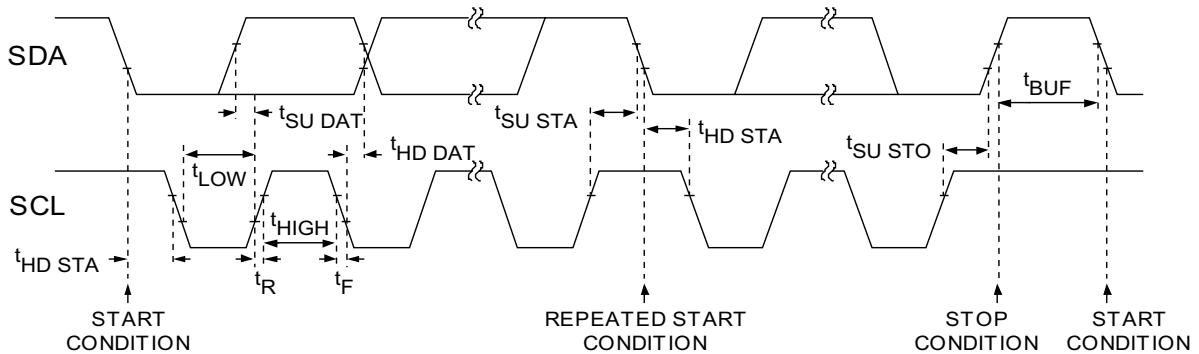 SDA
tBUF
tSU DAT
tSU STA
tHD STA
tHD DAT
tSU STO
tLOW
SCL
tHIGH
tHD STA
tR
tF
START
CONDITION
REPEATED START
CONDITION
STOP
CONDITION
START
CONDITION